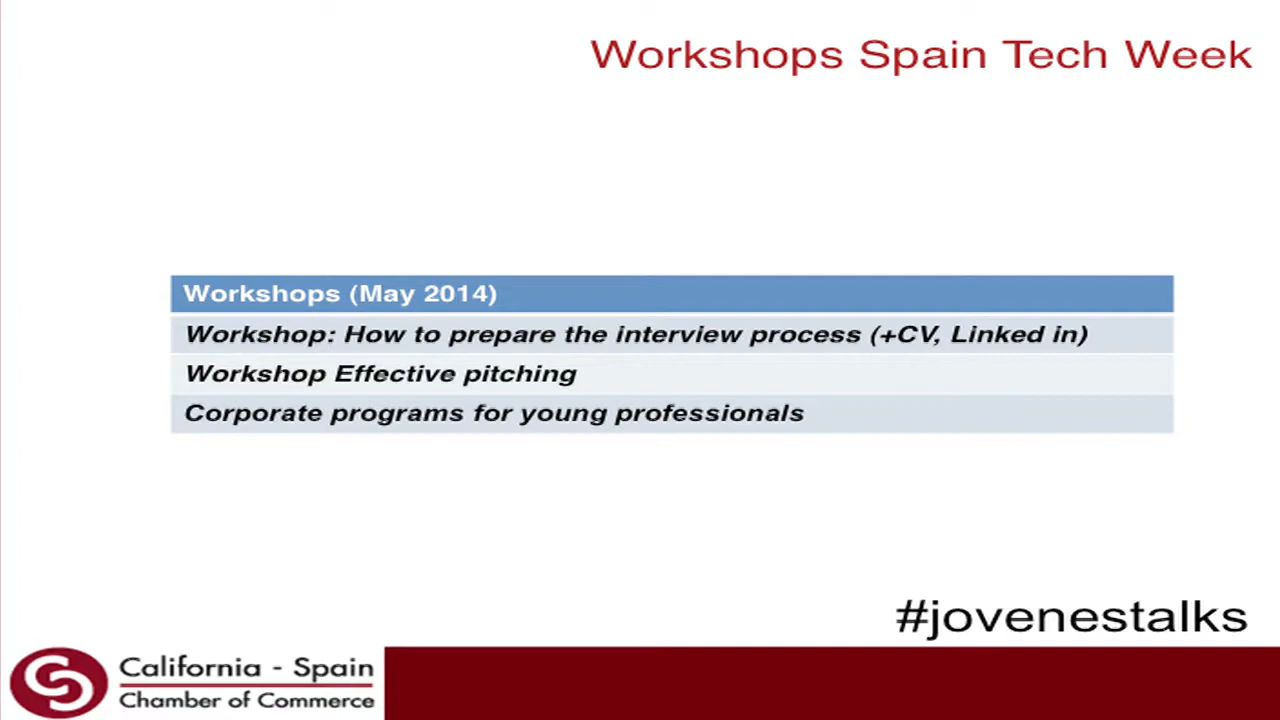 Workshops Spain Tech Week
Workshops (May 2014)
Workshop: How to prepare the interview process (+CV, Linked in)
Workshop Effective pitching
Corporate programs for young professionals
#jovenestalks
California - Spain
Chamber of Commerce